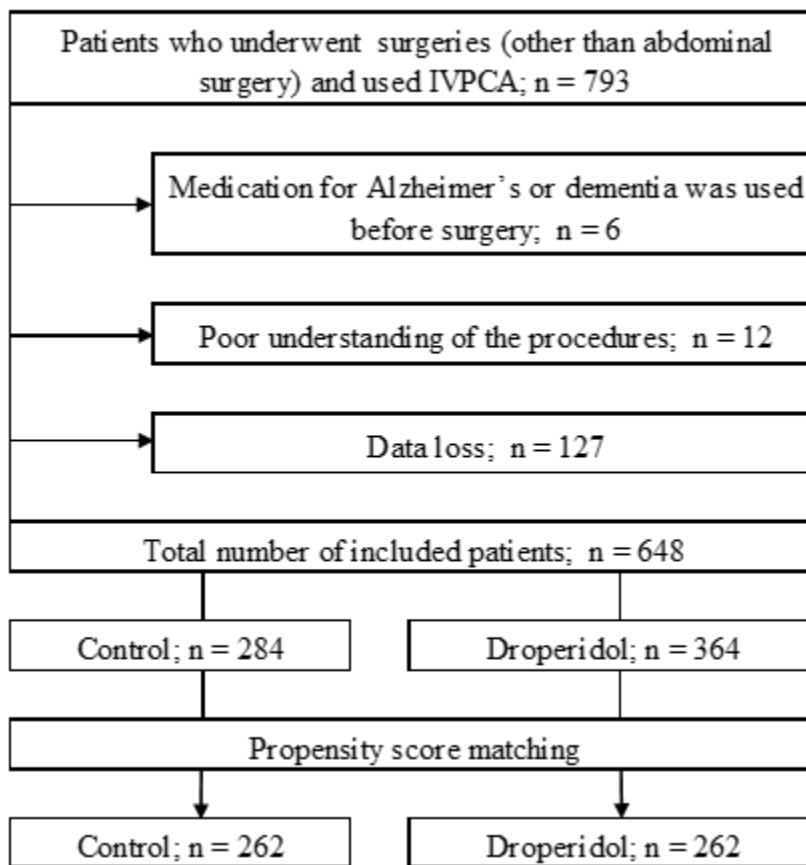 Patients who underwent surgeries (other than abdominal
surgery) and used IVPCA; n = 793
Medication for Alzheimer’s or dementia was used
before surgery; n = 6
Poor understanding of the procedures; n = 12
Data loss; n = 127
Total number of included patients; n = 648
Control; n = 284
Droperidol; n = 364
Propensity score matching
Control; n = 262
Droperidol; n = 262